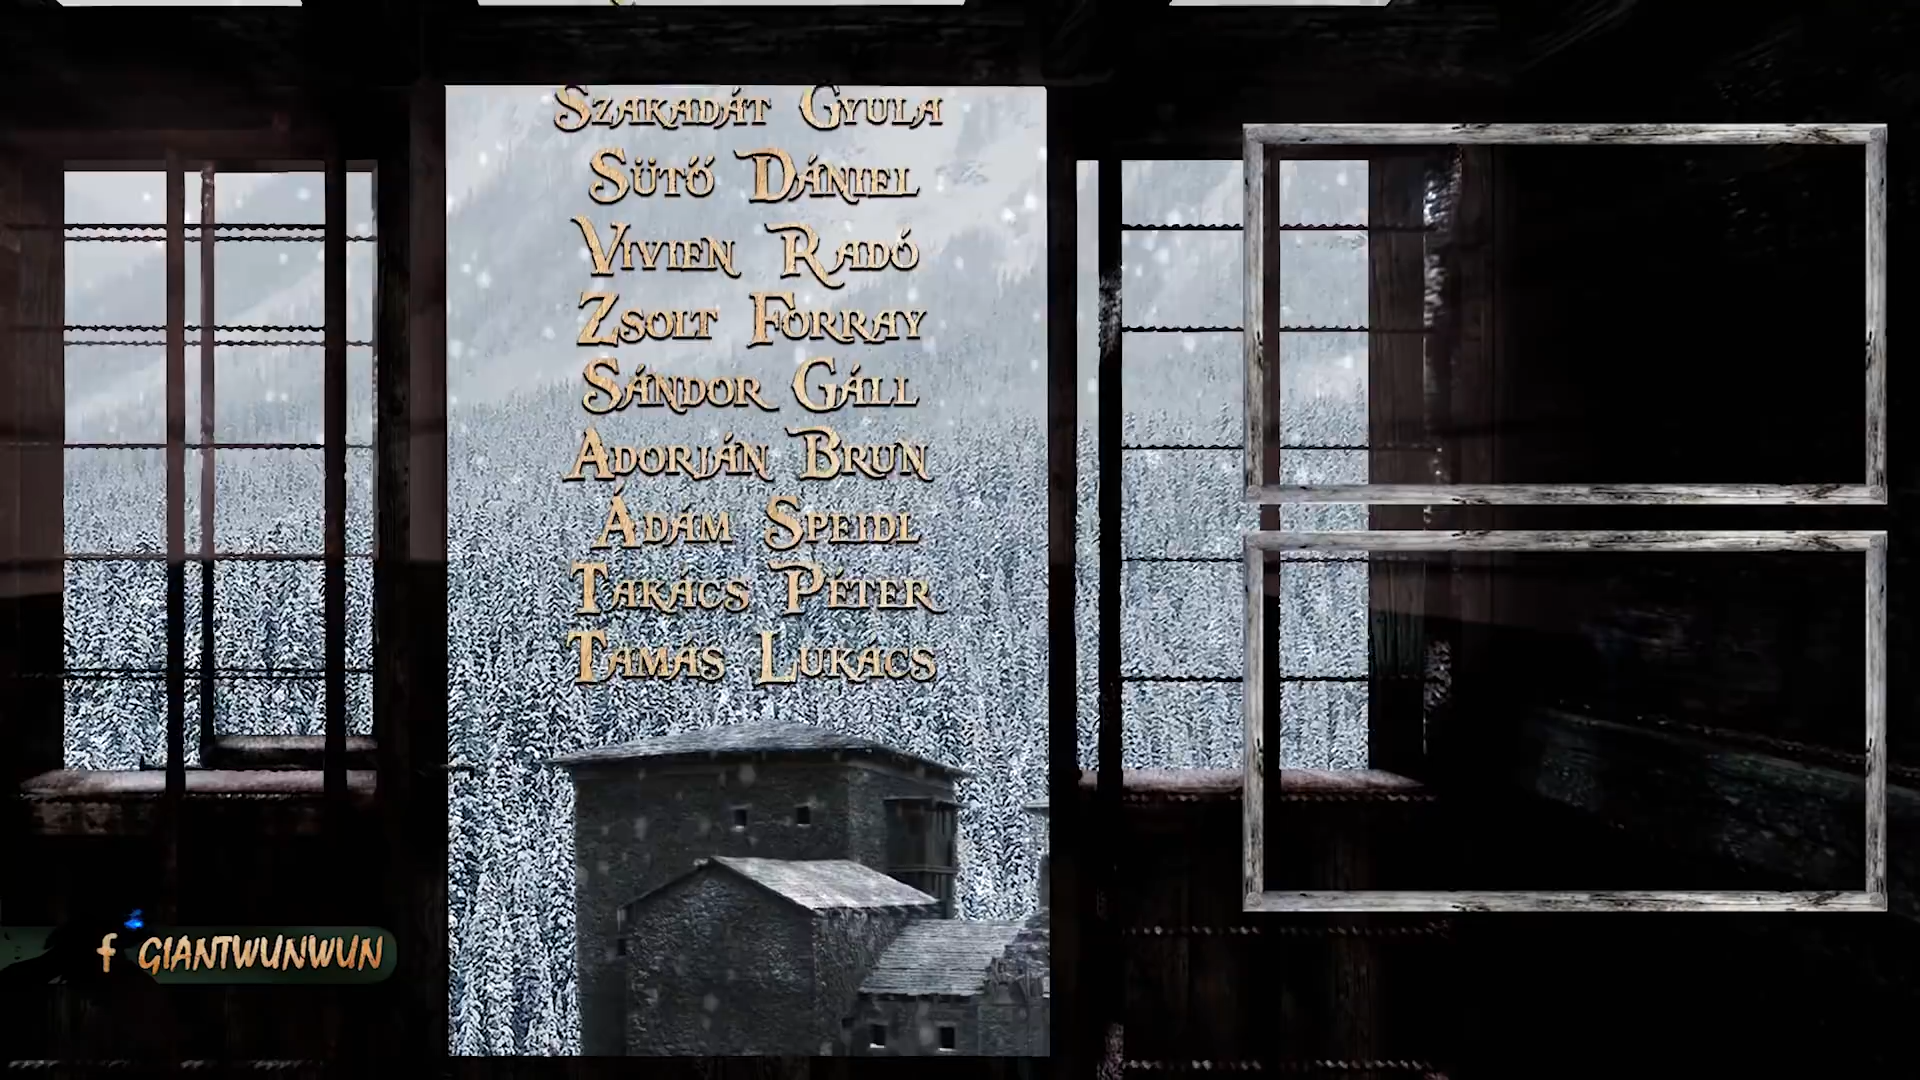 Szakadát Gyula
Sütő Dániel
Vivien Radó
Zsolt Forray
Sándor Gáll
Adorján Brun
Ádám Speidl
Takács Péter
Tamás Lukács
f GIANTWUNWUN